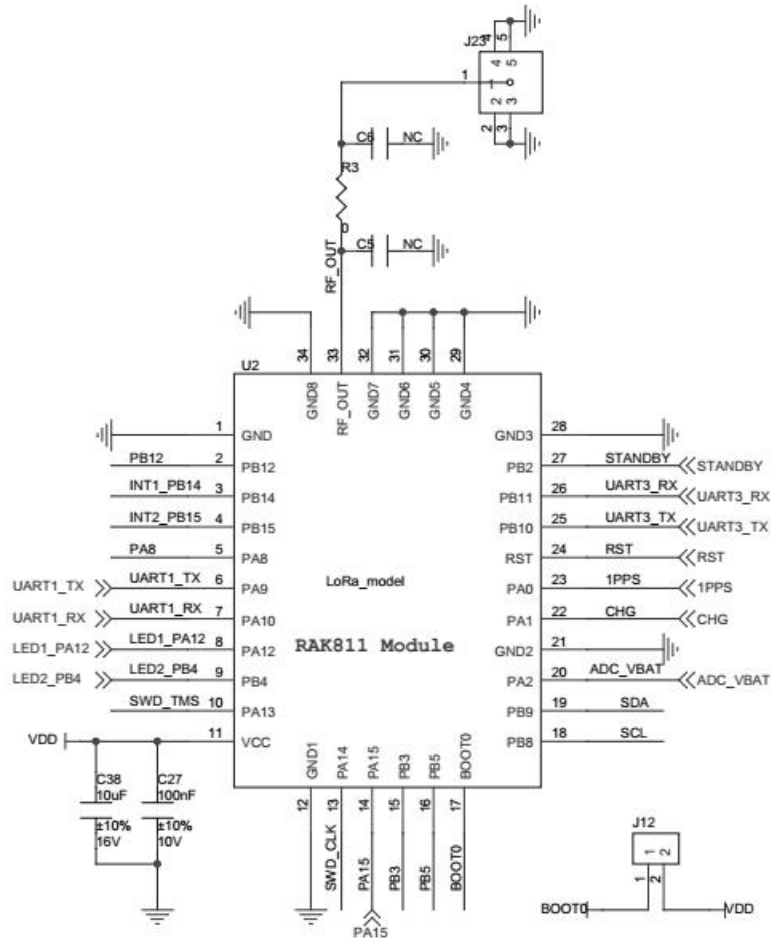 J23
4 5
4 5
1 1
2 3
2 3
C6 NC
R3
0
C5 NC
RF_OUT
34 33 32 31 30 29
U2
GND8 RF_OUT GND7 GND6 GND5 GND4
1 GND GND3 28
PB12 2 PB12 PB2 27 STANDBY STANDBY
INT1_PB14 3 PB14 PB11 26 UART3_RX UART3_RX
INT2_PB15 4 PB15 PB10 25 UART3_TX UART3_TX
PA8 5 PA8 RST 24 RST RST
UART1_TX UART1_TX 6 PA9 LoRa_model PA0 23 1PPS 1PPS
UART1_RX UART1_RX 7 PA10 PA1 22 CHG CHG
LED1_PA12 LED1_PA12 8 PA12 RAK811 Module GND2 21
LED2_PB4 LED2_PB4 9 PB4 PA2 20 ADC_VBAT ADC_VBAT
SWD_TMS 10 PA13 PB9 19 SDA
VDD 11 VCC PB8 18 SCL
GND1 PA14 PA15 PB3 PB5 BOOT0
C38 C27
10uF 100nF
±10% ±10%
16V 10V
12 13 14 15 16 17
SWD_CLK PA15 PB3 PB5 BOOT0
PA15
J12
1 2
1 2
BOOT0 VDD